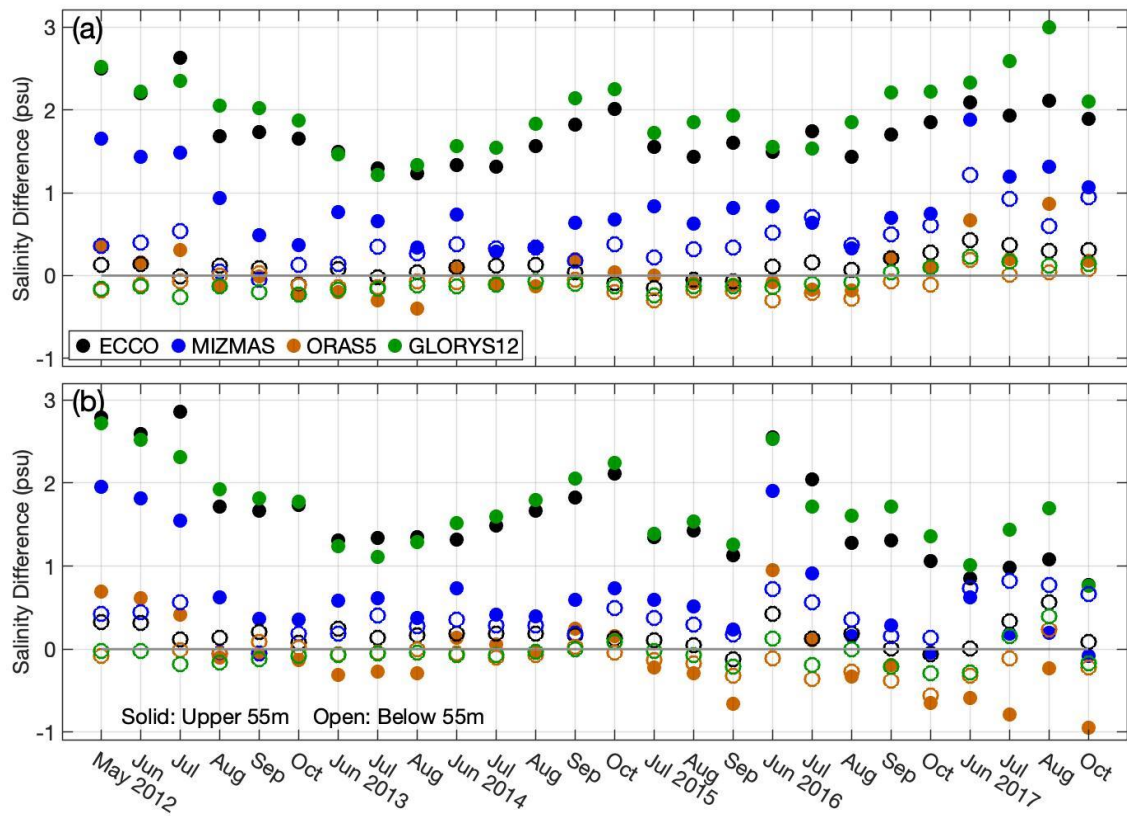 (a)
3
2
1
0
-1
Salinity Difference (psu)
ECCO MIZMAS ORAS5 GLORYS12
(b)
3
2
1
0
-1
Salinity Difference (psu)
Solid: Upper 55m Open: Below 55m
May 2012 Jun Jul Aug Sep Oct Jun 2013 Jul Aug Jun 2014 Jul Aug Sep Oct Jul 2015 Aug Sep Jun 2016 Jul Aug Sep Oct Jun 2017 Jul Aug Oct